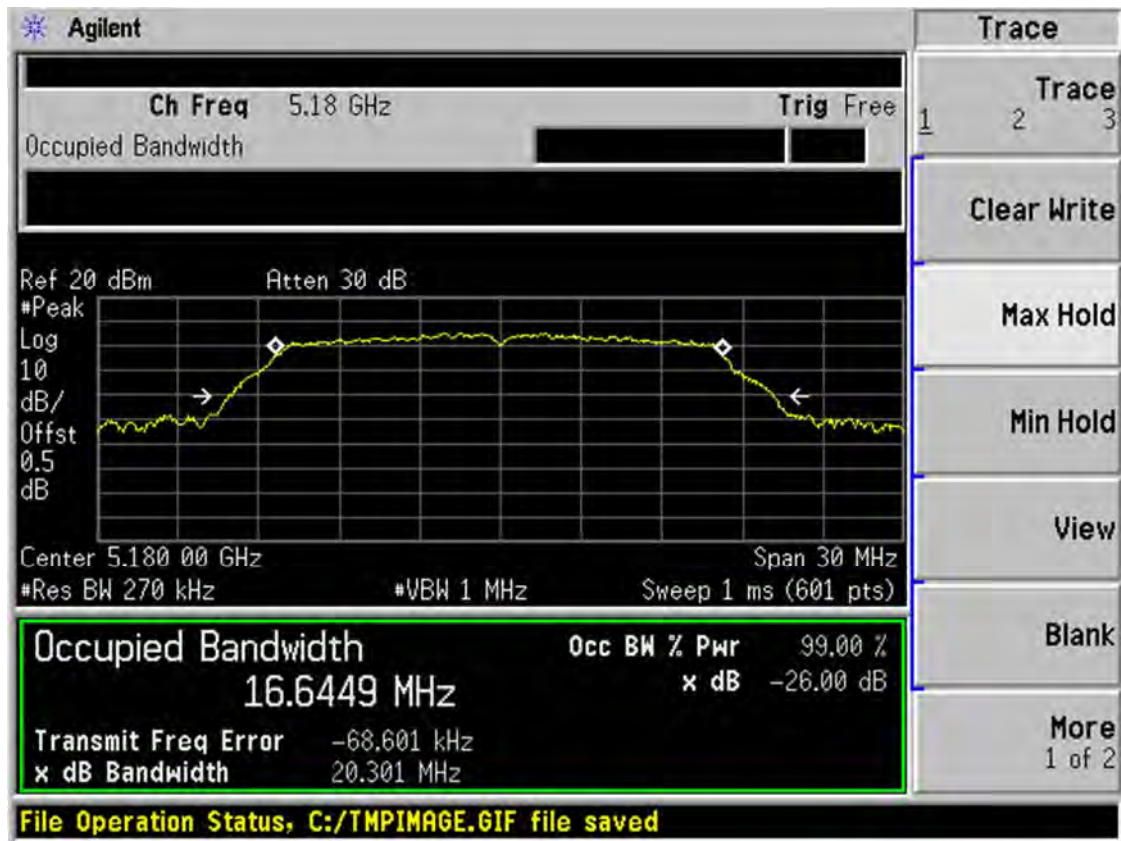 Agilent
Trace
Ch Freq 5.18 GHz Trig Free
Occupied Bandwidth
Trace
1 2 3
Clear Write
Max Hold
Min Hold
View
Blank
More
1 of 2
Ref 20 dBm Atten 30 dB
#Peak
Log
10
dB/
Offst
0.5
dB
Center 5.180 00 GHz Span 30 MHz
#Res BW 270 kHz #VBW 1 MHz Sweep 1 ms (601 pts)
Occupied Bandwidth Occ BW % Pwr 99.00 %
16.6449 MHz x dB -26.00 dB
Transmit Freq Error -68.601 kHz
x dB Bandwidth 20.301 MHz
File Operation Status, C:/TMPIMAGE.GIF file saved